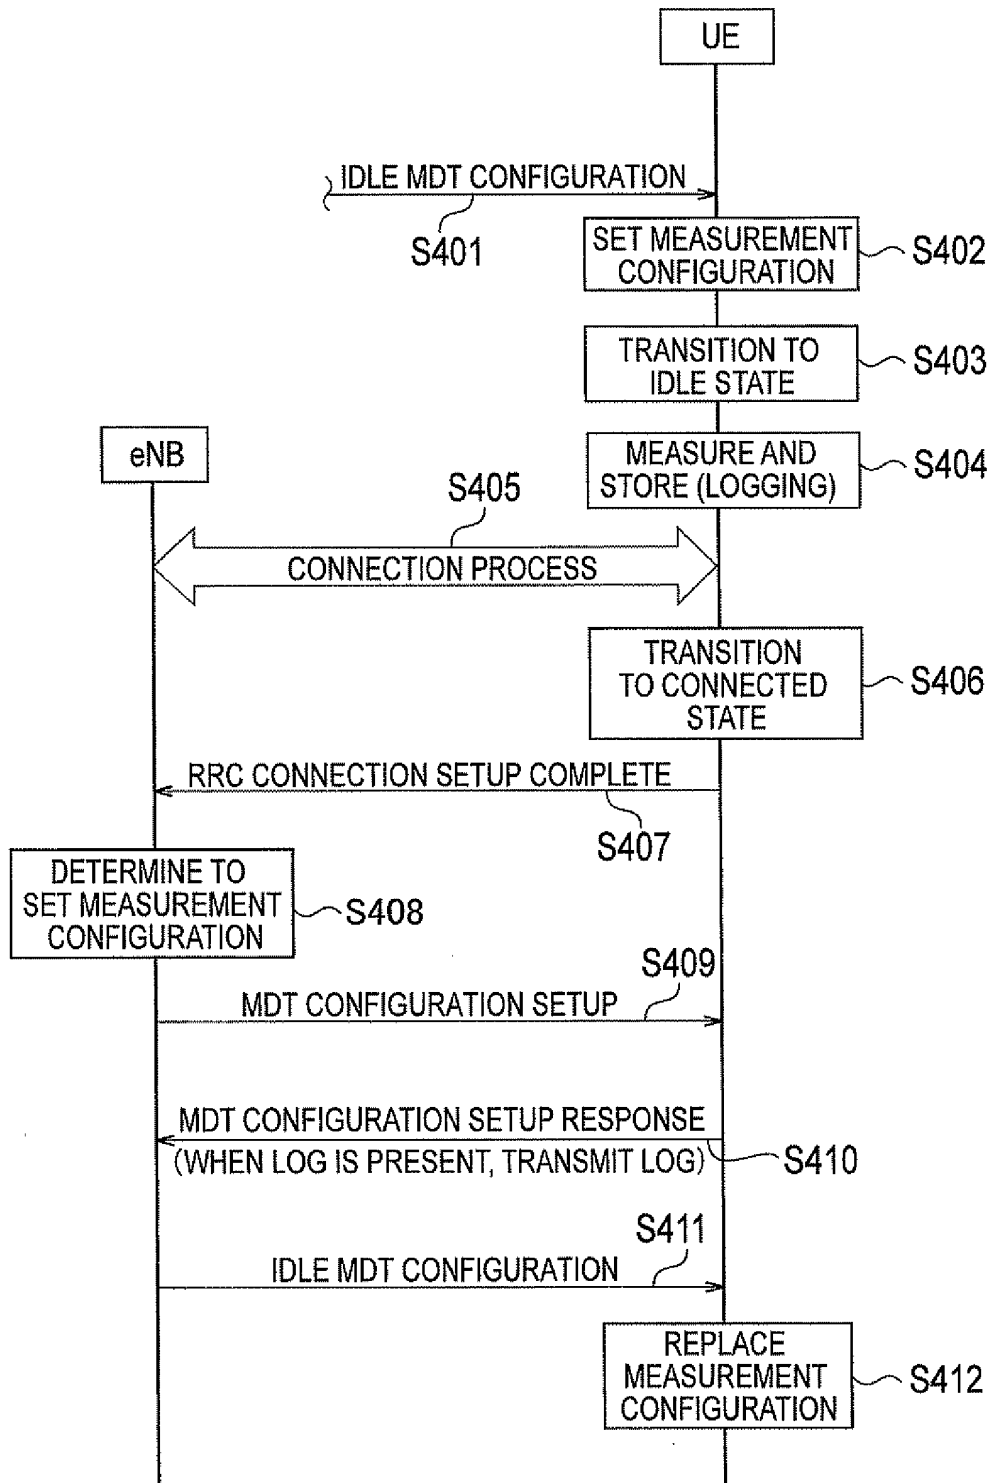 UE
IDLE MDT CONFIGURATION
S401
SET MEASUREMENT
CONFIGURATION
S402
TRANSITION TO
IDLE STATE
S403
eNB
MEASURE AND
STORE (LOGGING)
S404
S405
CONNECTION PROCESS
TRANSITION
TO CONNECTED
STATE
S406
RRC CONNECTION SETUP COMPLETE
S407
DETERMINE TO
SET MEASUREMENT
CONFIGURATION
S408
S409
MDT CONFIGURATION SETUP
MDT CONFIGURATION SETUP RESPONSE
(WHEN LOG IS PRESENT, TRANSMIT LOG)
S410
S411
IDLE MDT CONFIGURATION
REPLACE
MEASUREMENT
CONFIGURATION
S412